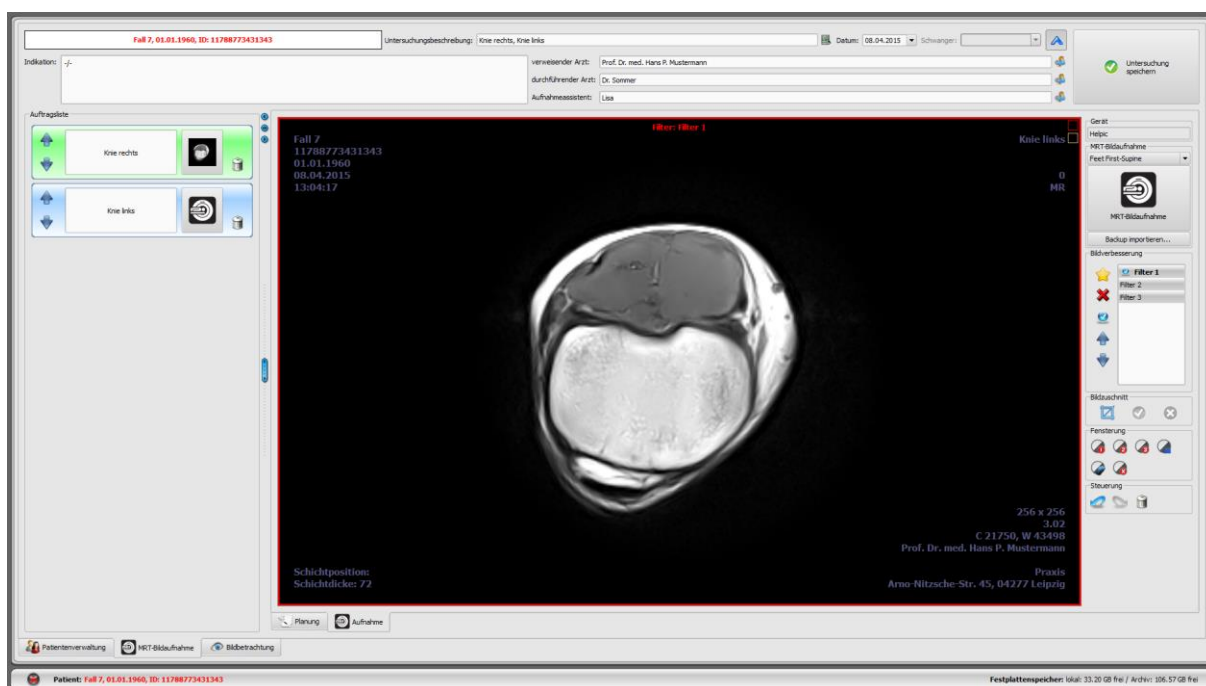 Fall 7, 01.01.1960, ID: 11788773431343
Untersuchungsbeschreibung: Knie rechts, Knie links
Datum: 08.04.2015
Schwanger:
Indikation: -/-
verweisender Arzt: Prof. Dr. med. Hans P. Mustermann
durchführender Arzt: Dr. Sommer
Aufnahmeassistent: Lisa
Untersuchung
speichern
Auftragsliste
Knie rechts
Knie links
Filter: Filter 1
Fall 7
11788773431343
01.01.1960
08.04.2015
13:04:17
Knie links
0
MR
256 x 256
3.02
C 21750, W 43498
Prof. Dr. med. Hans P. Mustermann
Schichtposition:
Schichtdicke: 72
Praxis
Arno-Nitzsche-Str. 45, 04277 Leipzig
Gerät
Helpic
MRT-Bildaufnahme
Feet First-Supine
MRT-Bildaufnahme
Backup importieren...
Bildverbesserung
Filter 1
Filter 2
Filter 3
Bildzuschnitt
Fensterung
Steuerung
Planung
Aufnahme
Patientenverwaltung
MRT-Bildaufnahme
Bildbetrachtung
Patient: Fall 7, 01.01.1960, ID: 11788773431343
Festplattenspeicher: lokal: 33.20 GB frei / Archiv: 106.57 GB frei